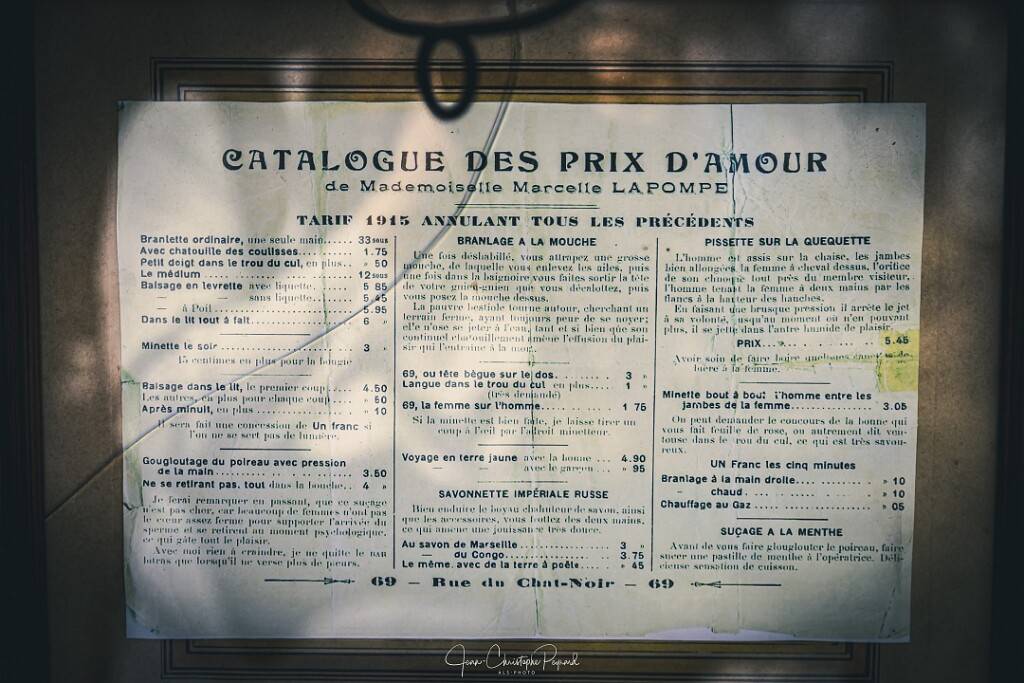 CATALOGUE DES PRIX D'AMOUR
de Mademoiselle Marcelle LAPOMPE
TARIF 1915 ANNULANT TOUS LES PRÉCÉDENTS
Branlette ordinaire, une seule main...... 33 sous
Avec chatouille des coulisses............ 1.75
Petit doigt dans le trou du cul, en plus.. » 50
Le médium ............................ 12 sous
Baisage en levrette avec liquette...... 5 85
— — sans liquette..... 5.45
— à Poil ..................... 5.95
Dans le lit tout à fait.................... 6 »
Minette le soir ........................ 3 »
15 centimes en plus pour la bougie
Baisage dans le lit, le premier coup..... 4.50
Les autres, en plus pour chaque coup.... » 50
Après minuit, en plus ................... » 10
Il sera fait une concession de Un franc si
l'on ne se sert pas de lumière.
Gougloutage du poireau avec pression
de la main.......................... 3.50
Ne se retirant pas, tout dans la bouche.. 4 »
Je ferai remarquer en passant, que ce suçage
n'est pas cher, car beaucoup de femmes n'ont pas
le cœur assez ferme pour supporter l'arrivée du
sperme et se retirent au moment psychologique,
ce qui gâte tout le plaisir.
Avec moi rien à craindre, je ne quitte le
lorsqu'il ne verse plus de pleurs.
BRANLAGE A LA MOUCHE
Une fois déshabillé, vous attrapez une grosse
mouche, de laquelle vous enlevez les ailes, puis
une fois dans la baignoire vous faites sortir la tête
de votre que vous décalottez, puis
vous posez la mouche dessus.
La pauvre bestiole tourne autour, cherchant un
terrain ferme, ayant toujours peur de se noyer;
elle n'ose se jeter à l'eau, tant et si bien que son
continuel chatouillement amène l'effusion du plai-
sir qui l'entraîne à la mort.
69, ou tête bêgue sur le dos........ 3 »
Langue dans le trou du cul en plus.... 1 »
(très demandé)
69, la femme sur l'homme............ 1 75
Si la minette est bien faite, je laisse tirer un
coup à l'œil par l'adroit minetteur.
Voyage en terre jaune avec la bonne ... 4.90
— — avec le garçon... » 95
SAVONNETTE IMPÉRIALE RUSSE
Bien enduire le boyau chahuteur de savon, ainsi
que les accessoires, vous frottez des deux mains,
ce qui amène une jouissance très douce.
Au savon de Marseille ................ 3 »
— du Congo.................... 3.75
Le même, avec de la terre à poêle... » 45
PISSETTE SUR LA QUEQUETTE
L'homme est assis sur la chaise, les jambes
bien allongées, la femme à cheval dessus, l'orifice
de son tout près du membre visiteur,
l'homme tenant la femme à deux mains par les
flancs à la hauteur des hanches.
En faisant une brusque pression il arrête le jet
à sa volonté, jusqu'au moment où n'en pouvant
plus, il se jette dans l'antre humide de plaisir.
PRIX.................. 5.45
Avoir soin de faire boire quelques de
bière à la femme.
Minette bout à bout l'homme entre les
jambes de la femme.................. 3.05
On peut demander le concours de la bonne qui
vous fait feuille de rose, ou autrement dit ven-
touse dans le trou du cul, ce qui est très savou-
reux.
UN Franc les cinq minutes
Branlage à la main droite............. » 10
— chaud....................... » 10
Chauffage au Gaz ..................... » 05
SUÇAGE A LA MENTHE
Avant de vous faire glouglouter le poireau, faire
sucer une pastille de menthe à l'opératrice. Déli-
cieuse sensation de cuisson.
69 — Rue du Chat-Noir — 69
Jean-Christophe